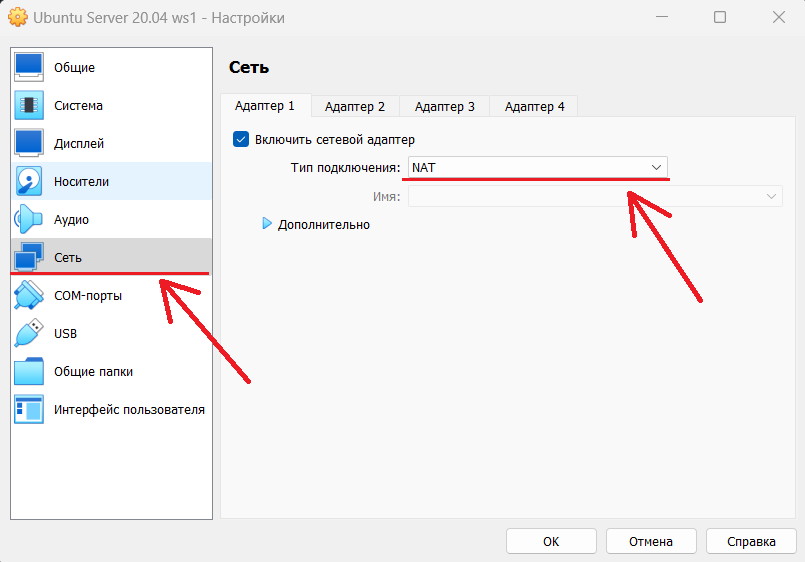 Ubuntu Server 20.04 ws1 - Настройки
Общие
Система
Дисплей
Носители
Аудио
Сеть
COM-порты
USB
Общие папки
Интерфейс пользователя
Сеть
Адаптер 1 Адаптер 2 Адаптер 3 Адаптер 4
Включить сетевой адаптер
Тип подключения: NAT
Имя:
Дополнительно
OK Отмена Справка